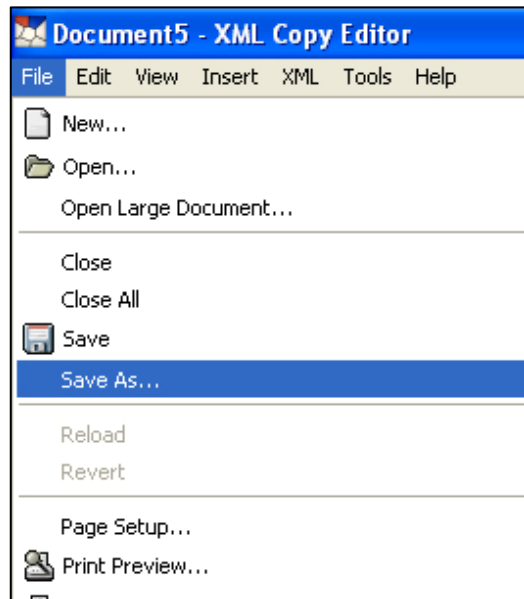 Document5 - XML Copy Editor
File Edit View Insert XML Tools Help
New...
Open...
Open Large Document...
Close
Close All
Save
Save As...
Reload
Revert
Page Setup...
Print Preview...